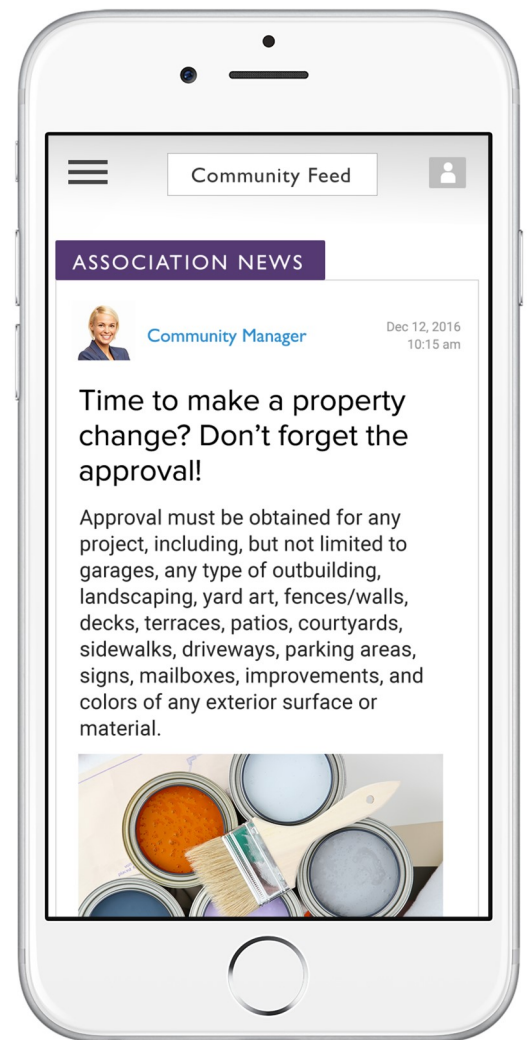 Community Feed
ASSOCIATION NEWS
Community Manager
Dec 12, 2016
10:15 am
Time to make a property
change? Don’t forget the
approval!
Approval must be obtained for any
project, including, but not limited to
garages, any type of outbuilding,
landscaping, yard art, fences/walls,
decks, terraces, patios, courtyards,
sidewalks, driveways, parking areas,
signs, mailboxes, improvements, and
colors of any exterior surface or
material.